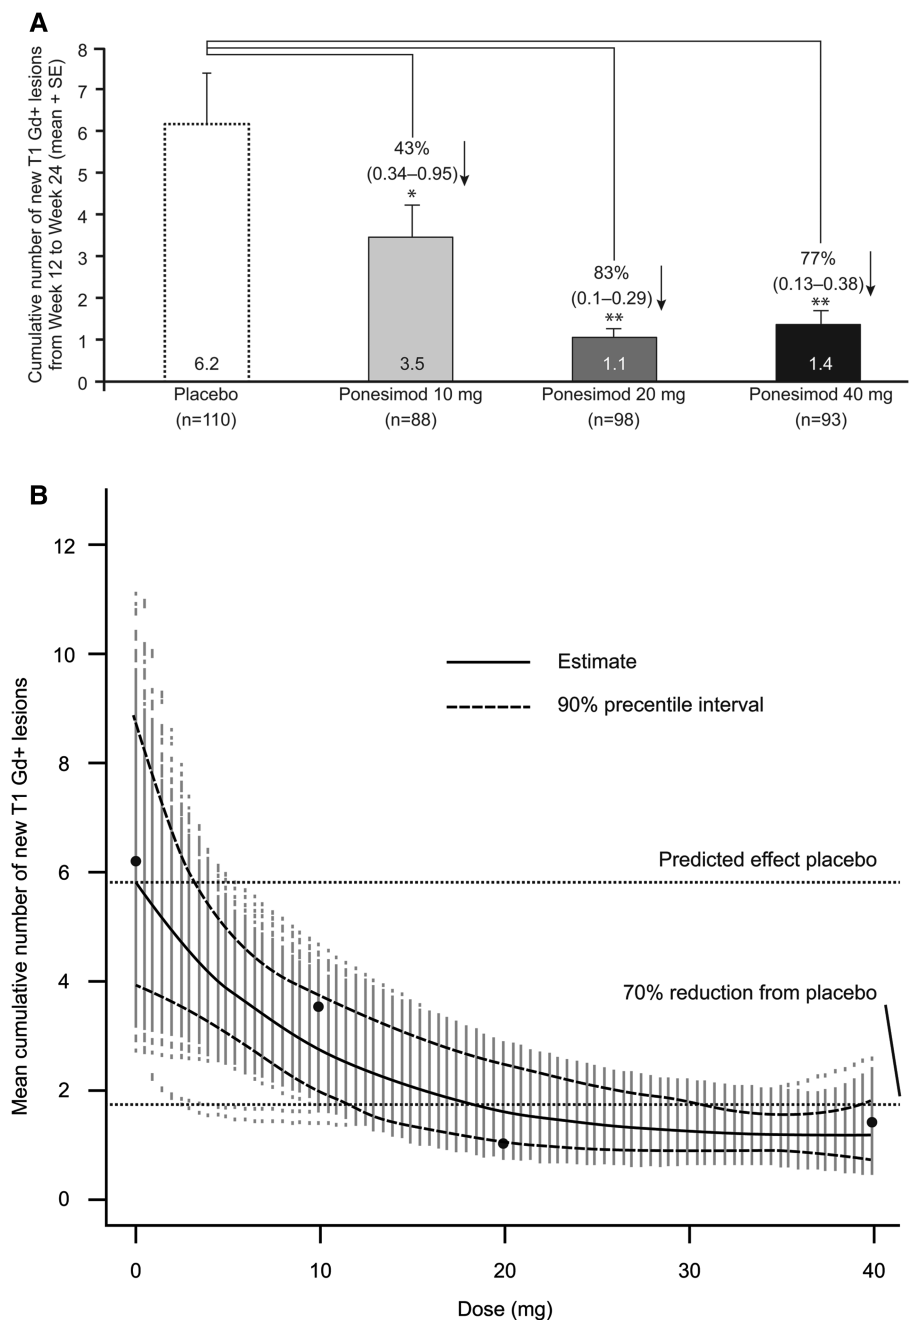 A
Cumulative number of new T1 Gd+ lesions
from Week 12 to Week 24 (mean + SE)
8
7
6
5
4
3
2
1
0
43%
(0.34–0.95)
*
83%
(0.1–0.29)
**
77%
(0.13–0.38)
**
6.2
3.5
1.1
1.4
Placebo
(n=110)
Ponesimod 10 mg
(n=88)
Ponesimod 20 mg
(n=98)
Ponesimod 40 mg
(n=93)
B
Mean cumulative number of new T1 Gd+ lesions
12
10
8
6
4
2
0
Estimate
90% precentile interval
Predicted effect placebo
70% reduction from placebo
0
10
20
30
40
Dose (mg)